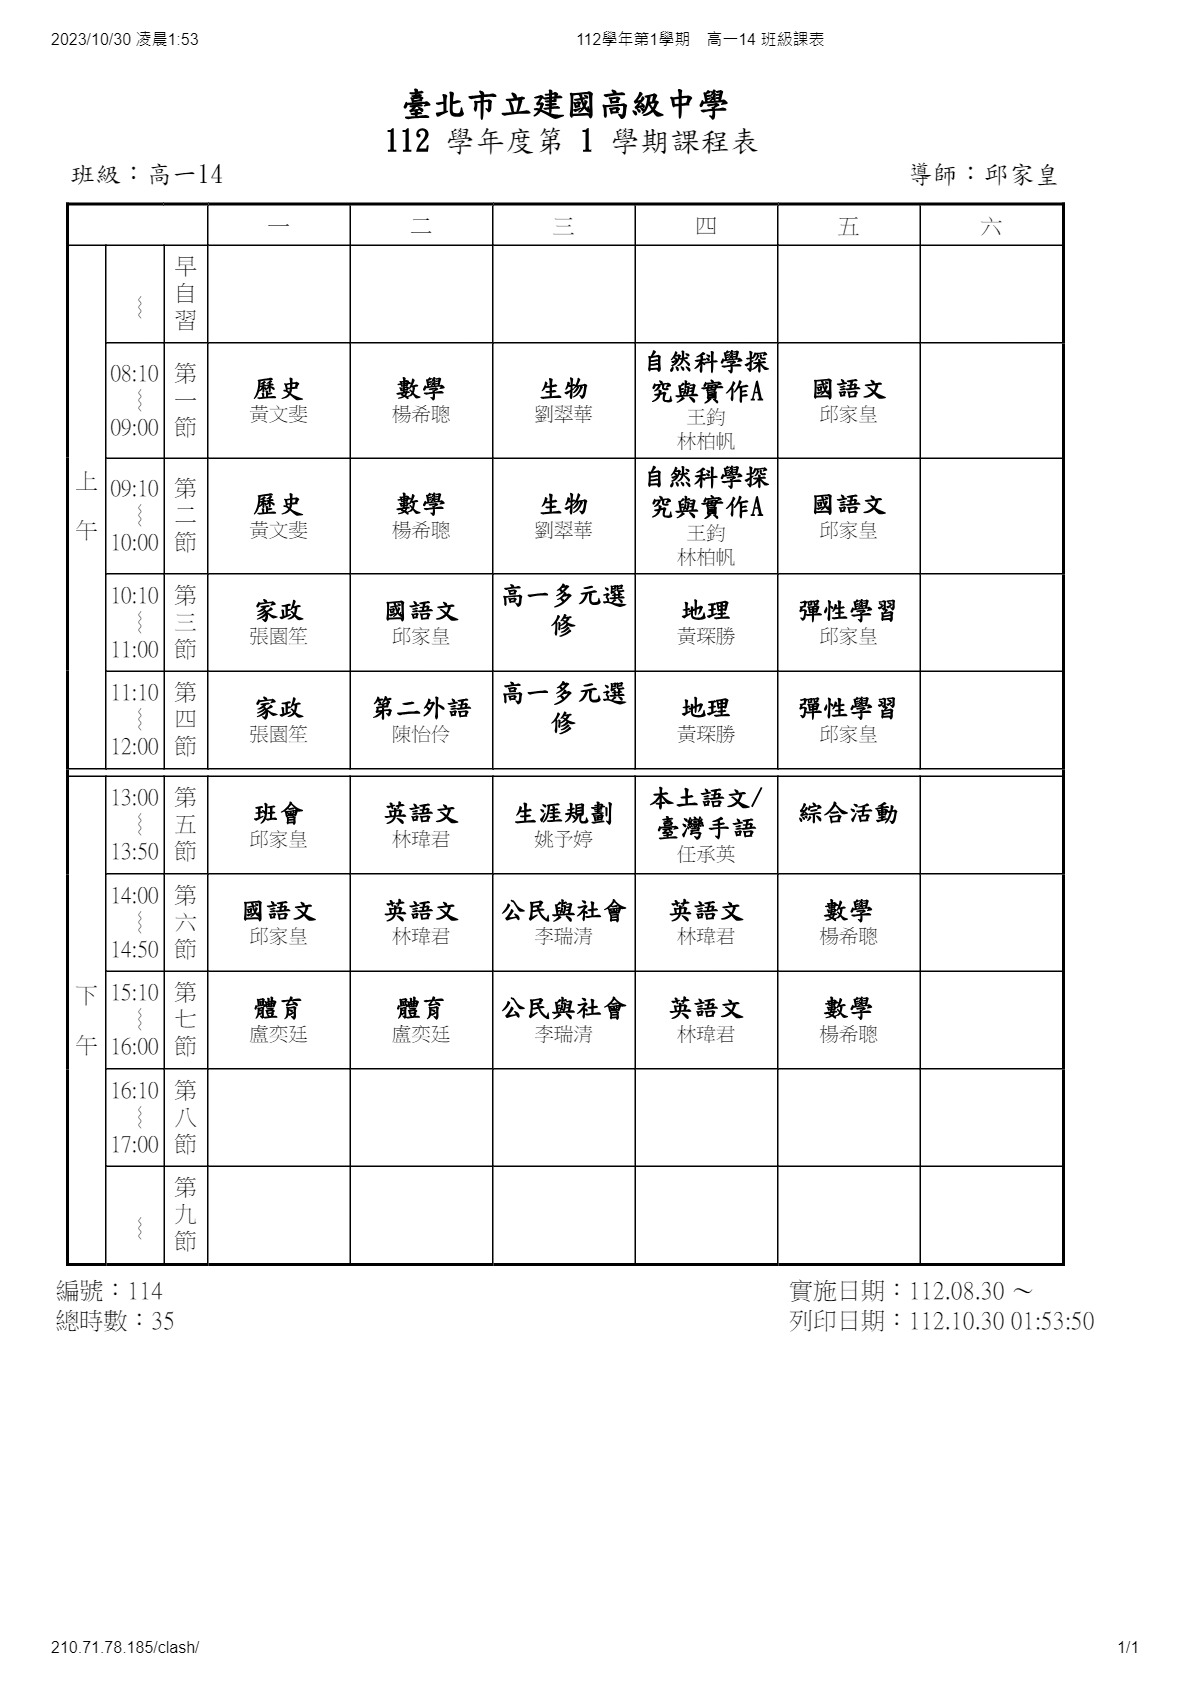 2023/10/30 凌晨1:53
112學年第1學期 高一14 班級課表
臺北市立建國高級中學
112 學年度第 1 學期課程表
班級：高一14
導師：邱家皇
一 二 三 四 五 六
上午
早自習
~
08:10 ~ 09:00
第一節
歷史
黃文斐
數學
楊希聰
生物
劉翠華
自然科學探
究與實作A
王鈞
林柏帆
國語文
邱家皇
09:10 ~ 10:00
第二節
歷史
黃文斐
數學
楊希聰
生物
劉翠華
自然科學探
究與實作A
王鈞
林柏帆
國語文
邱家皇
10:10 ~ 11:00
第三節
家政
張園笙
國語文
邱家皇
高一多元選
修
地理
黃琛勝
彈性學習
邱家皇
11:10 ~ 12:00
第四節
家政
張園笙
第二外語
陳怡伶
高一多元選
修
地理
黃琛勝
彈性學習
邱家皇
下午
13:00 ~ 13:50
第五節
班會
邱家皇
英語文
林瑋君
生涯規劃
姚予婷
本土語文/
臺灣手語
任承英
綜合活動
14:00 ~ 14:50
第六節
國語文
邱家皇
英語文
林瑋君
公民與社會
李瑞清
英語文
林瑋君
數學
楊希聰
15:10 ~ 16:00
第七節
體育
盧奕廷
體育
盧奕廷
公民與社會
李瑞清
英語文
林瑋君
數學
楊希聰
16:10 ~ 17:00
第八節
~
第九節
編號：114
總時數：35
實施日期：112.08.30 ～
列印日期：112.10.30 01:53:50
210.71.78.185/clash/
1/1